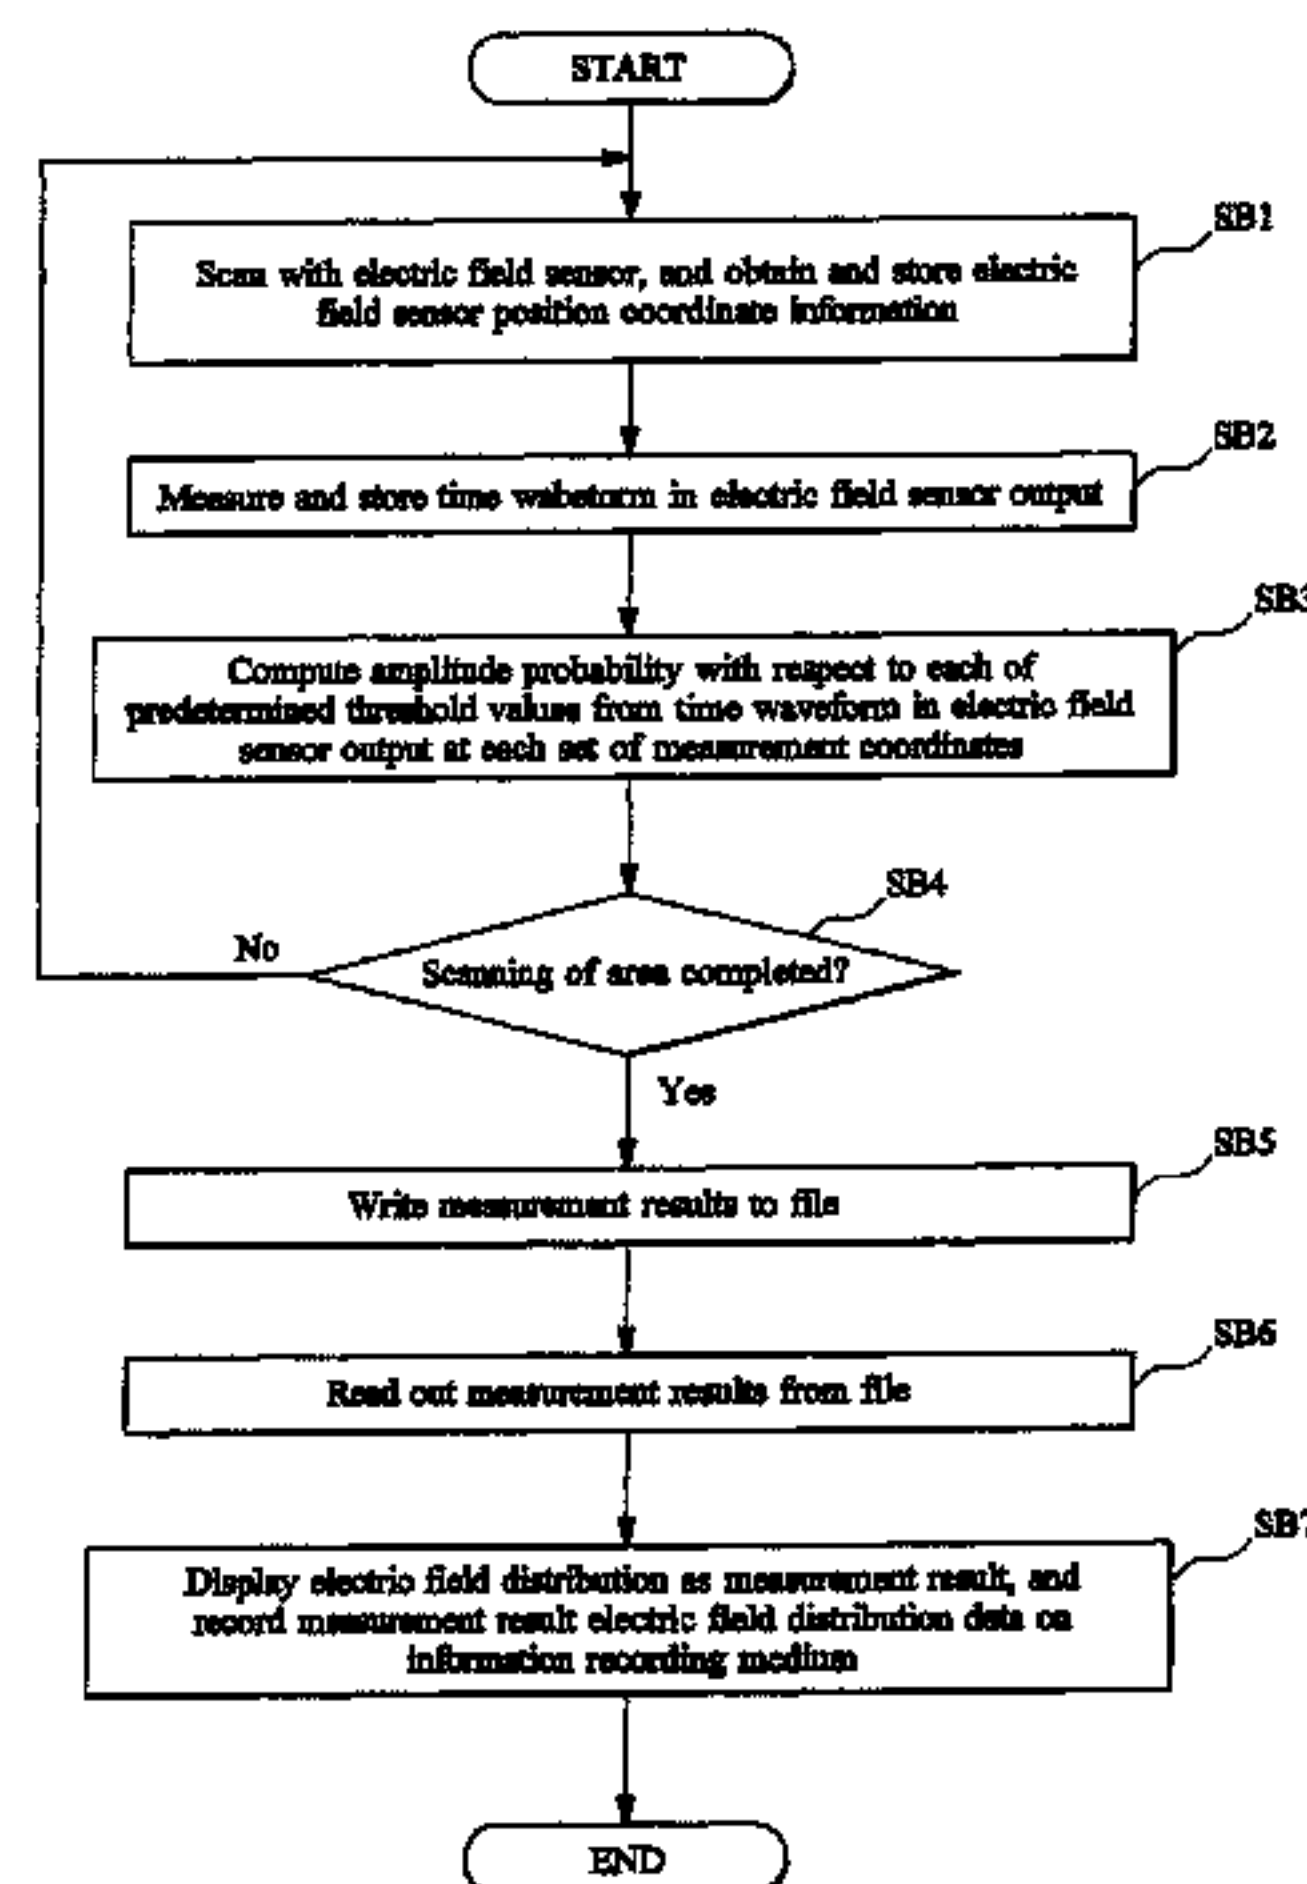 START
SB1
Scan with electric field sensor, and obtain and store electric
field sensor position coordinate information
SB2
Measure and store time wabeform in electric field sensor output
SB3
Compute amplitude probability with respect to each of
predetermined threshold values from time waveform in electric field
sensor output at each set of measurement coordinates
SB4
No
Scanning of area completed?
Yes
SB5
Write measurement results to file
SB6
Read out measurement results from file
SB7
Display electric field distribution as measurement result, and
record measurement result electric field distribution data on
information recording medium
END